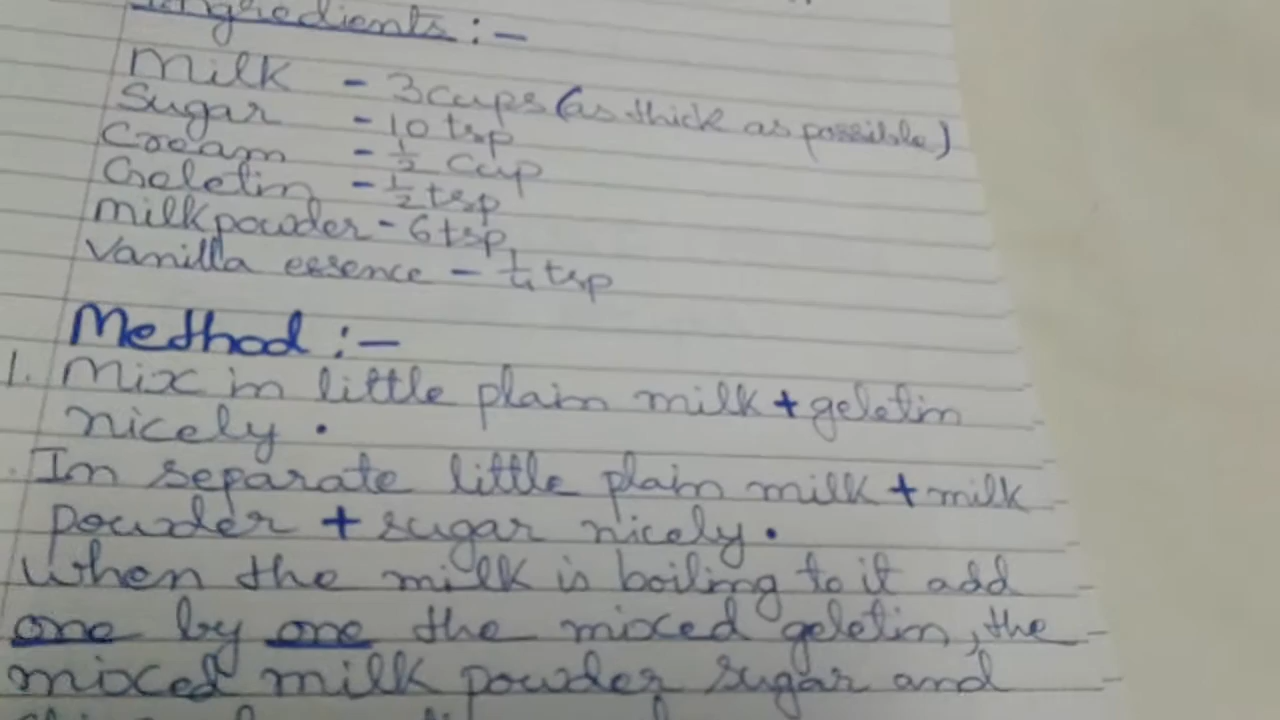 Ingredients :-
Milk - 3 cups (as thick as possible)
Sugar - 10 tsp
Cream - 1/2 cup
Geletin - 1/2 tsp
Milk powder - 6 tsp
Vanilla essence - 1/4 tsp
Method :-
1. Mix in little plain milk + geletin
nicely.
In separate little plain milk + milk
powder + sugar nicely.
When the milk is boiling to it add
one by one the mixed geletin, the
mixed milk powder sugar and